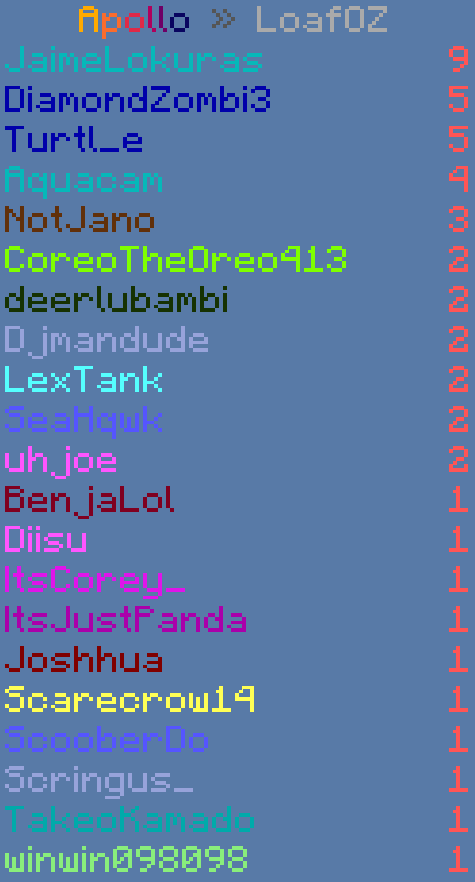 Apollo » LoafOZ
JaimeLokuras 9
DiamondZombi3 5
Turtl_e 5
Aquacam 4
NotJano 3
CoreoTheOreo413 2
deerlubambi 2
Djmandude 2
LexTank 2
SeaHqwk 2
uhjoe 2
BenjaLol 1
Diisu 1
ItsCorey_ 1
ItsJustPanda 1
Joshhua 1
Scarecrow14 1
ScooberDo 1
Scringus_ 1
TakeoKamado 1
winwin098098 1